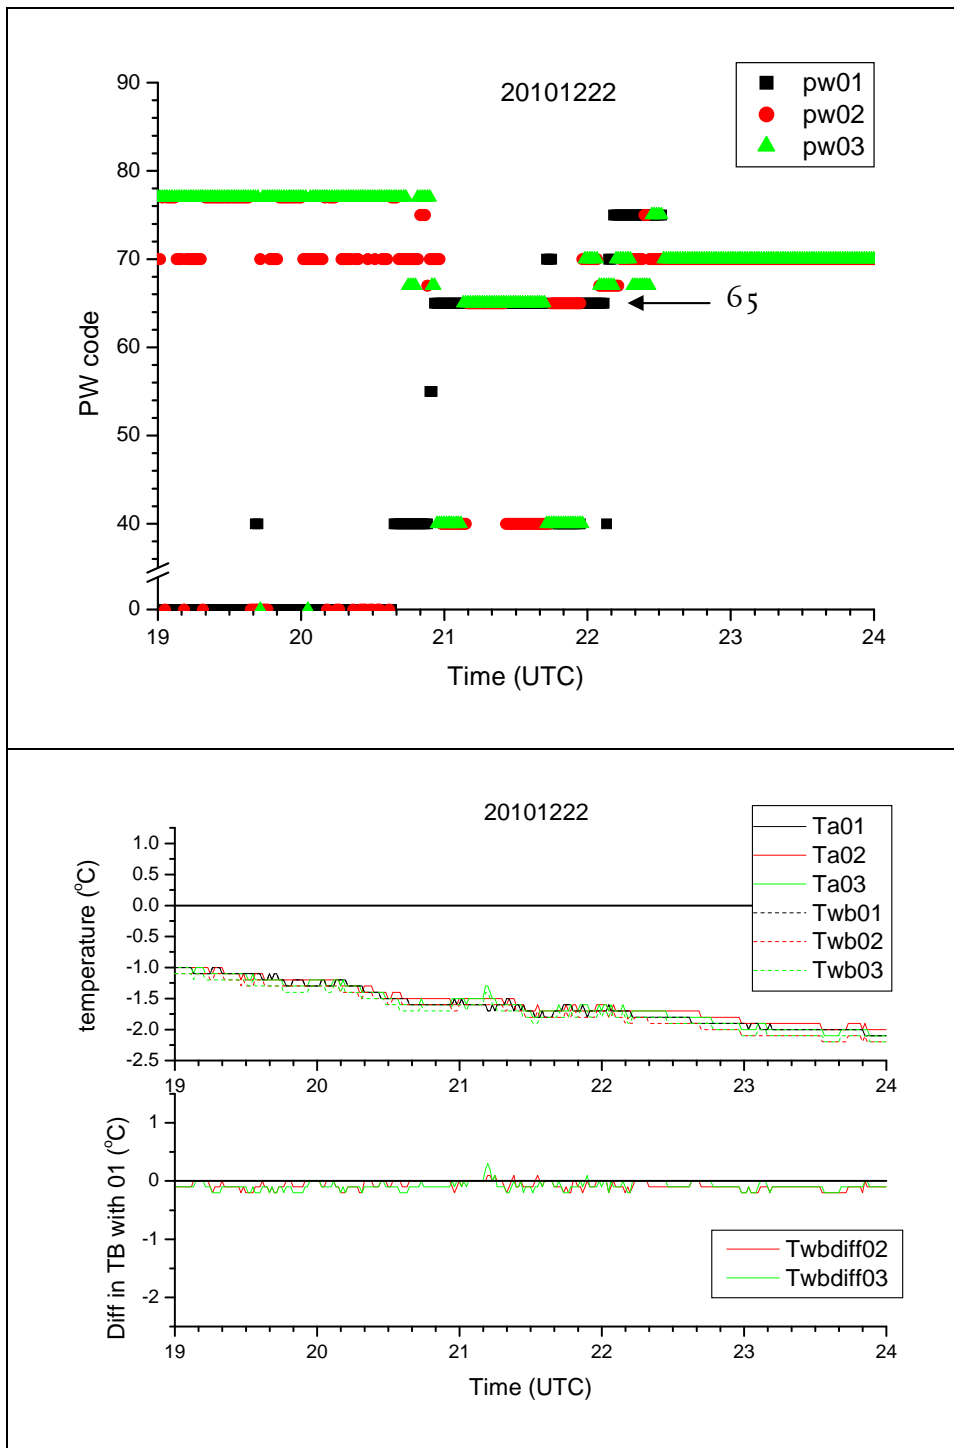 20101222
pw01
pw02
pw03
90
80
70
60
50
40
0
PW code
65
19 20 21 22 23 24
Time (UTC)
20101222
Ta01
Ta02
Ta03
Twb01
Twb02
Twb03
1.0
0.5
0.0
-0.5
-1.0
-1.5
-2.0
-2.5
temperature (°C)
19 20 21 22 23 24
1
0
-1
-2
Diff in TB with 01 (°C)
Twbdiff02
Twbdiff03
19 20 21 22 23 24
Time (UTC)